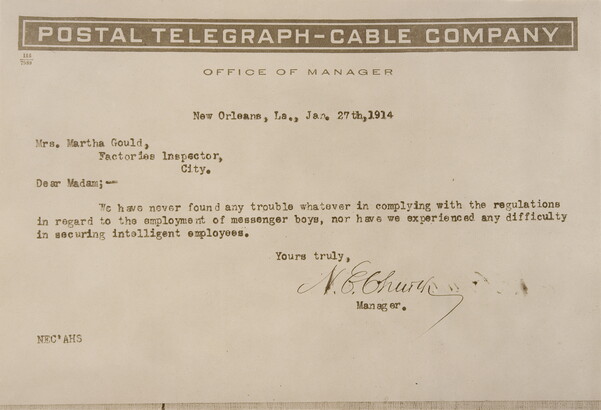 POSTAL TELEGRAPH-CABLE COMPANY
OFFICE OF MANAGER
New Orleans, La., Jan. 27th,1914
Mrs. Martha Gould,
Factories Inspector,
City.
Dear Madam;—
We have never found any trouble whatever in complying with the regulations
in regard to the employment of messenger boys, nor have we experienced any difficulty
in securing intelligent employees.
Yours truly,
N. E. Church
Manager.
NEC'AHS